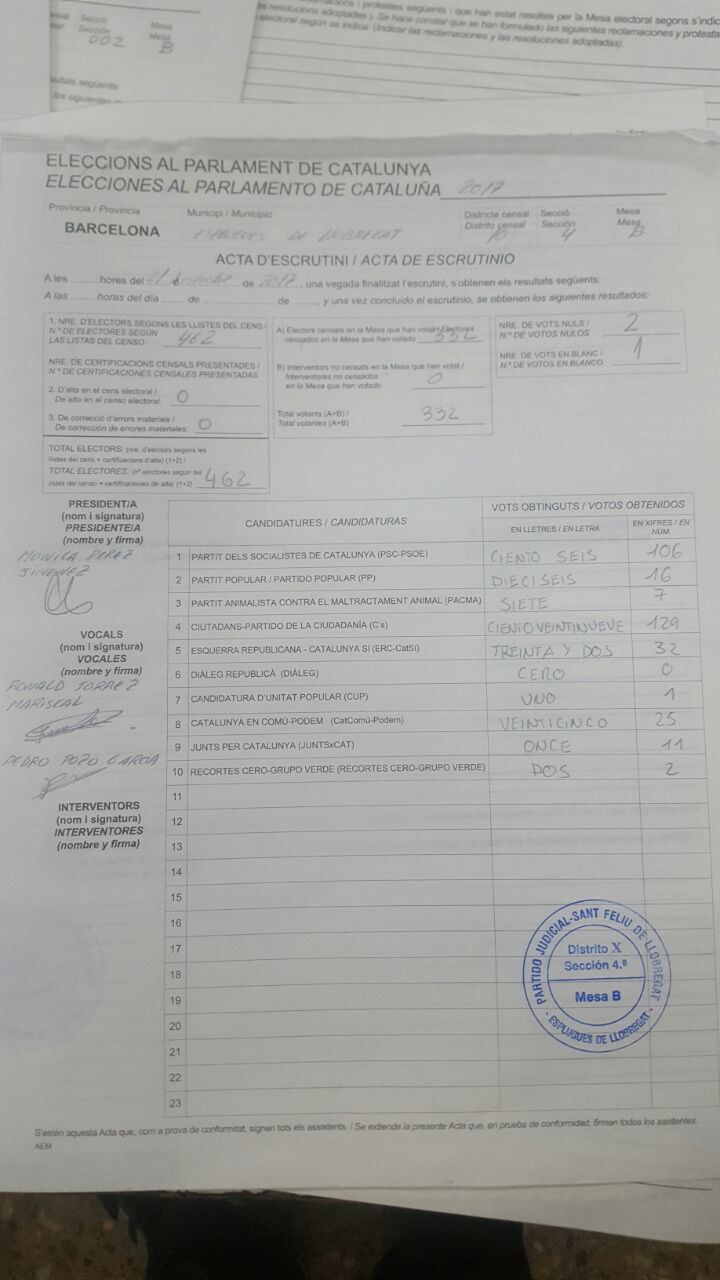 Secció
Sección
002
Mesa
Mesa
B
i protestes següents i que han estat resoltes per la Mesa electoral segons s'indic
resolucions adoptades ). Se hace constar que se han formulado las siguientes reclamaciones y protesta
electoral según se indica (indicar las reclamaciones y las resoluciones adoptadas).
ELECCIONS AL PARLAMENT DE CATALUNYA
ELECCIONES AL PARLAMENTO DE CATALUÑA 2017
Província / Provincia
BARCELONA
Municipi / Municipio
ESPLUGUES DE LLOBREGAT
Districte censal
Distrito censal
10
Secció
Sección
4
Mesa
Mesa
B
ACTA D'ESCRUTINI / ACTA DE ESCRUTINIO
A les .........hores del 21 desembre de 2017, una vegada finalitzat l'escrutini, s'obtenen els resultats següents:
A las .........horas del día ........ de .................... de ........, y una vez concluido el escrutinio, se obtienen los siguientes resultados:
1. NRE. D'ELECTORS SEGONS LES LLISTES DEL CENS /
N.º DE ELECTORES SEGÚN
LAS LISTAS DEL CENSO 462
NRE. DE CERTIFICACIONS CENSALS PRESENTADES /
N.º DE CERTIFICACIONES CENSALES PRESENTADAS
2. D'alta en el cens electoral /
De alta en el censo electoral: 0
3. De correcció d'errors materials /
De corrección de errores materiales: 0
TOTAL ELECTORS: (nre. d'electors segons les
llistes del cens + certificacions d'alta) (1+2) /
TOTAL ELECTORES: (nº electores según las
listas del censo + certificaciones de alta) (1+2) 462
A) Electors censats en la Mesa que han votat / Electores
censados en la Mesa que han votado 332
B) Interventors no censats en la Mesa que han votat /
Interventores no censados
en la Mesa que han votado 0
Total votants (A+B) /
Total votantes (A+B) 332
NRE. DE VOTS NULS /
N.º DE VOTOS NULOS 2
NRE. DE VOTS EN BLANC /
N.º DE VOTOS EN BLANCO 1
PRESIDENT/A
(nom i signatura)
PRESIDENTE/A
(nombre y firma)
MONICA PEREZ
JIMENEZ
VOCALS
(nom i signatura)
VOCALES
(nombre y firma)
RONALD TORREZ
MARISCAL
PEDRO POZO GARCIA
INTERVENTORS
(nom i signatura)
INTERVENTORES
(nombre y firma)
CANDIDATURES / CANDIDATURAS
VOTS OBTINGUTS / VOTOS OBTENIDOS
EN LLETRES / EN LETRA
EN XIFRES / EN NÚM.
1 PARTIT DELS SOCIALISTES DE CATALUNYA (PSC-PSOE) CIENTO SEIS 106
2 PARTIT POPULAR / PARTIDO POPULAR (PP) DIECISEIS 16
3 PARTIT ANIMALISTA CONTRA EL MALTRACTAMENT ANIMAL (PACMA) SIETE 7
4 CIUTADANS-PARTIDO DE LA CIUDADANÍA (C's) CIENTO VEINTINUEVE 129
5 ESQUERRA REPUBLICANA - CATALUNYA SI (ERC-CatSí) TREINTA Y DOS 32
6 DIÀLEG REPUBLICÀ (DIÀLEG) CERO 0
7 CANDIDATURA D'UNITAT POPULAR (CUP) UNO 1
8 CATALUNYA EN COMÚ-PODEM (CatComú-Podem) VEINTICINCO 25
9 JUNTS PER CATALUNYA (JUNTSxCAT) ONCE 11
10 RECORTES CERO-GRUPO VERDE (RECORTES CERO-GRUPO VERDE) DOS 2
11
12
13
14
15
16
17
18
19
20
21
22
23
PARTIDO JUDICIAL-SANT FELIU DE LLOBREGAT
Distrito X
Sección 4.ª
Mesa B
- ESPLUGUES DE LLOBREGAT -
S'estén aquesta Acta que, com a prova de conformitat, signen tots els assistents. / Se extiende la presente Acta que, en prueba de conformidad, firman todos los asistentes.
AEM